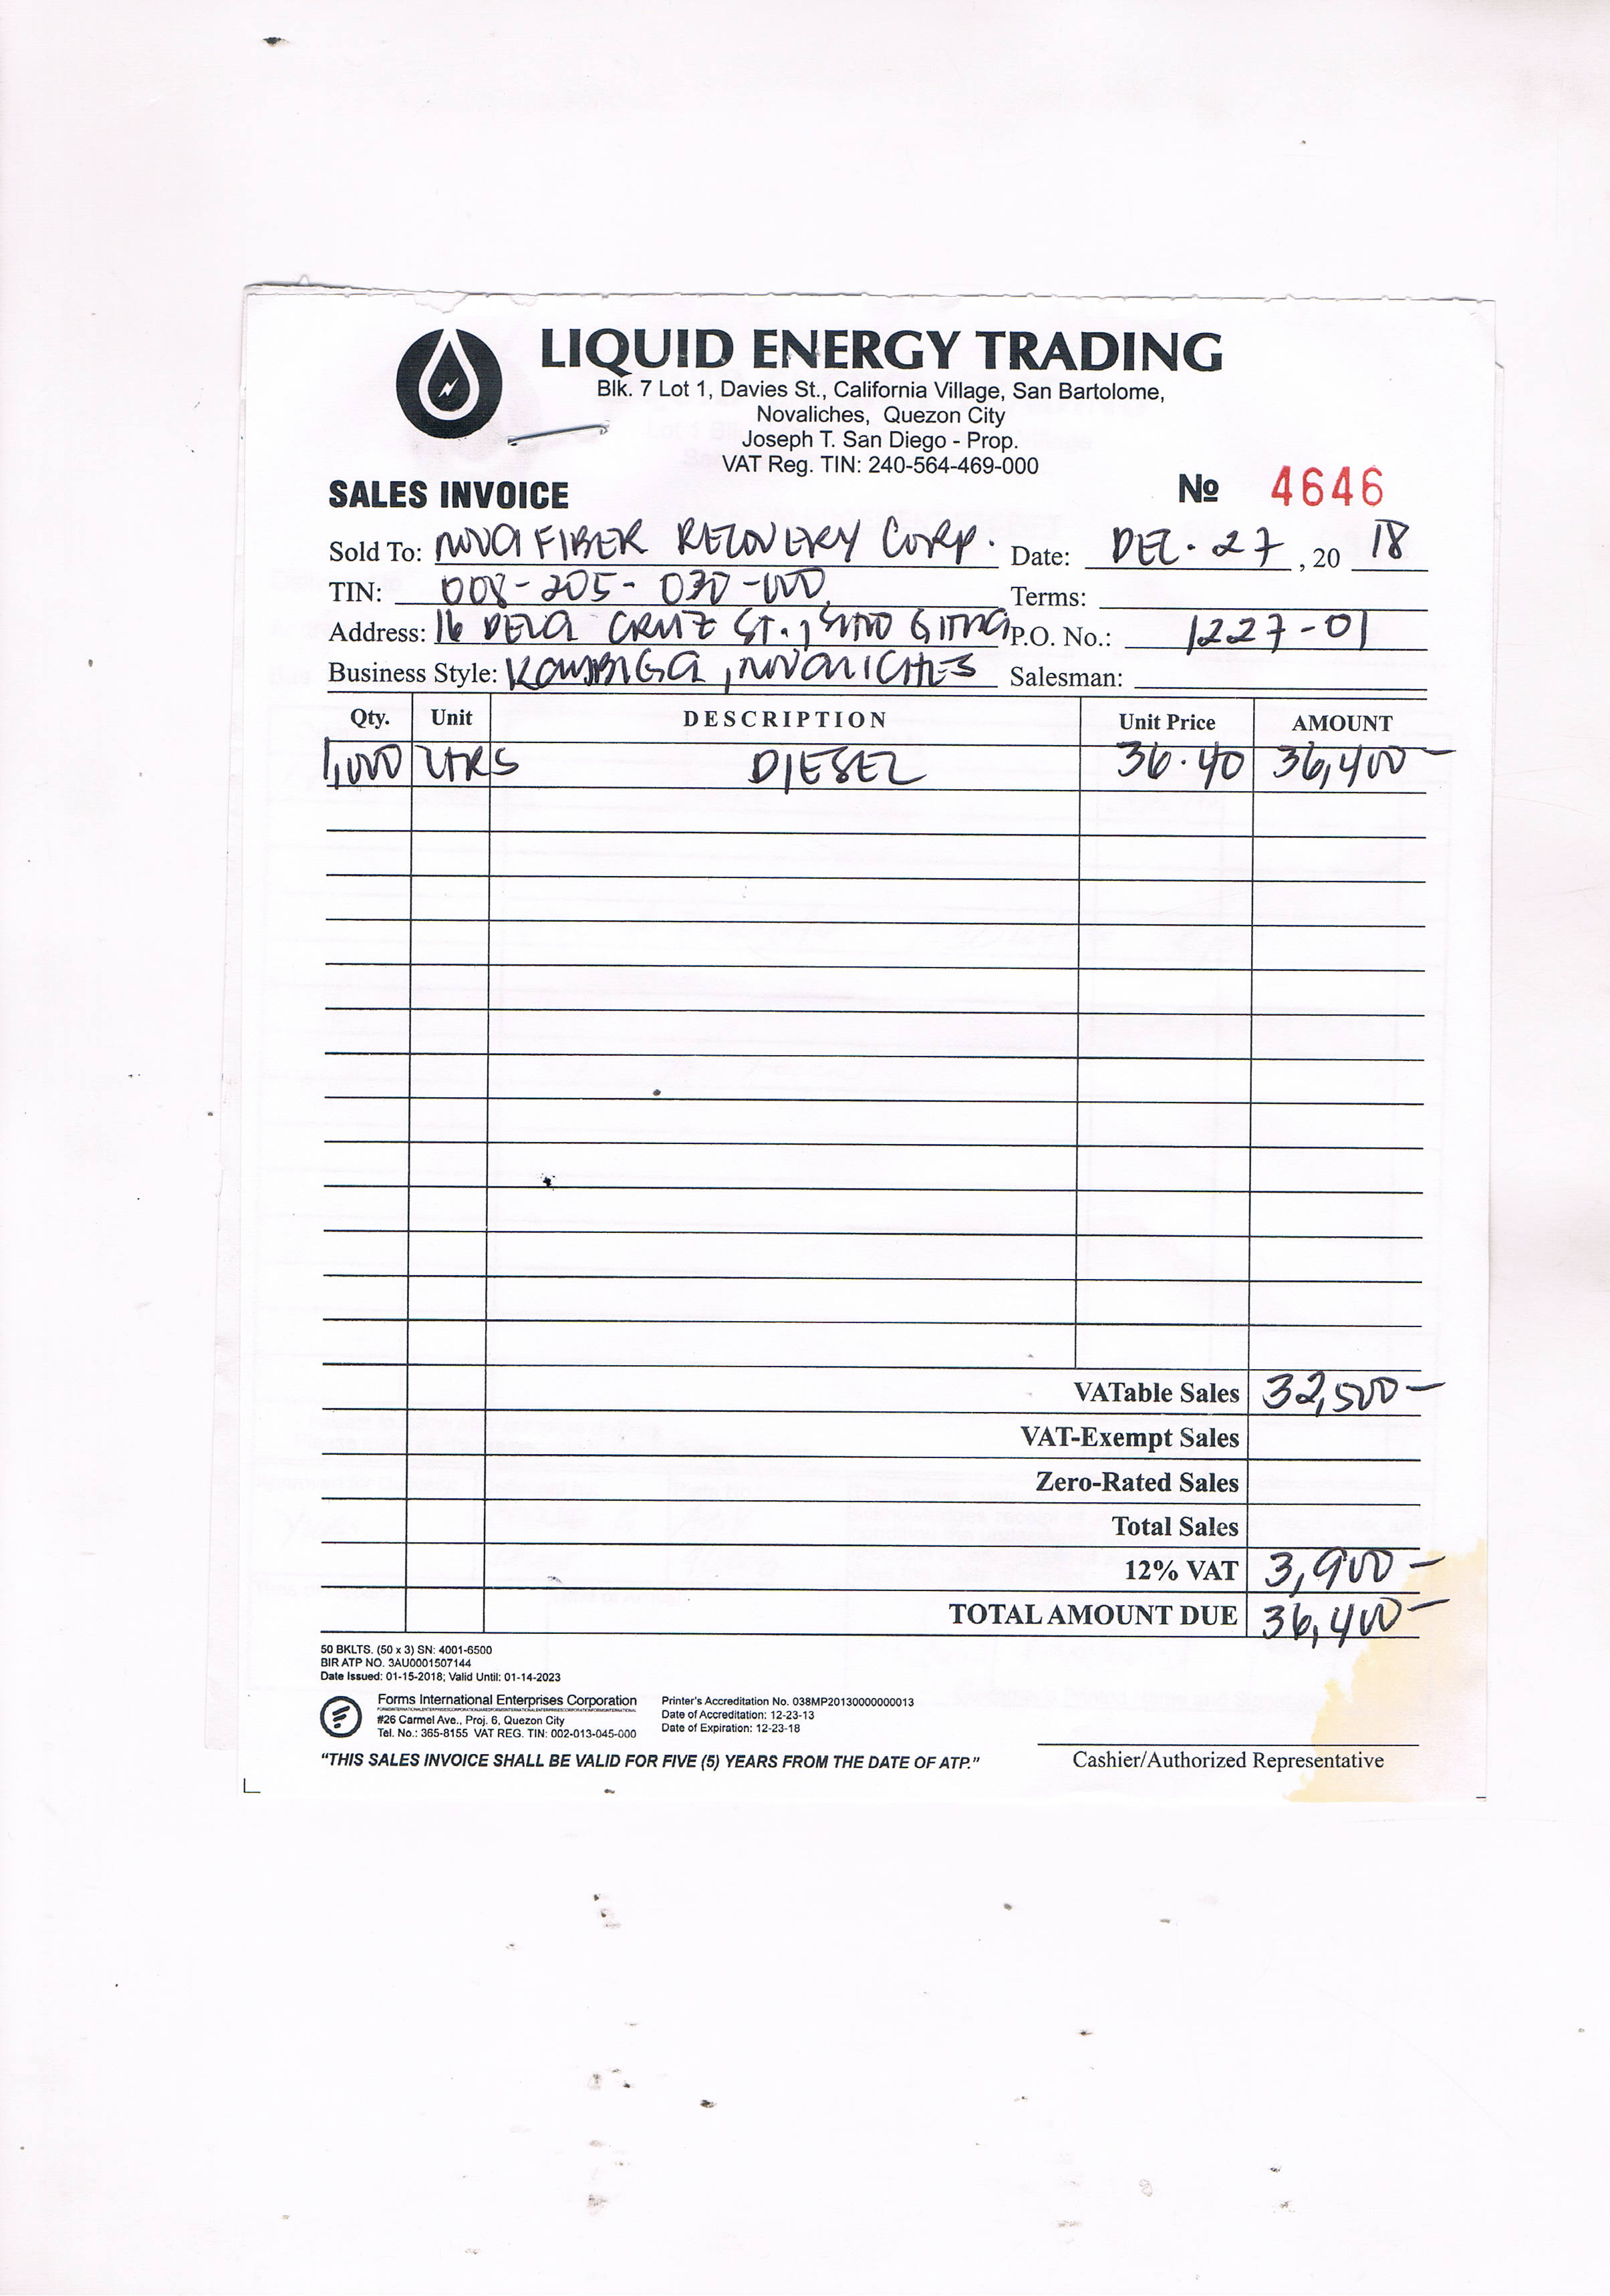 LIQUID ENERGY TRADING
Blk. 7 Lot 1, Davies St., California Village, San Bartolome,
Novaliches, Quezon City
Joseph T. San Diego - Prop.
VAT Reg. TIN: 240-564-469-000
SALES INVOICE № 4646
Sold To: NOVA FIBER RECOVERY CORP. Date: DEC. 27, 20 18
TIN: 008-205-030-000 Terms:
Address: 16 DELA CRUZ ST., SITIO GITNA P.O. No.: 1227-01
Business Style: KAYBIGA, NOVALICHES Salesman:
Qty. Unit DESCRIPTION Unit Price AMOUNT
1,000 LTRS DIESEL 36.40 36,400-
VATable Sales 32,500-
VAT-Exempt Sales
Zero-Rated Sales
Total Sales
12% VAT 3,900-
TOTAL AMOUNT DUE 36,400-
50 BKLTS. (50 x 3) SN: 4001-6500
BIR ATP NO. 3AU0001507144
Date Issued: 01-15-2018; Valid Until: 01-14-2023
Forms International Enterprises Corporation
#26 Carmel Ave., Proj. 6, Quezon City
Tel. No.: 365-8155 VAT REG. TIN: 002-013-045-000
Printer's Accreditation No. 038MP20130000000013
Date of Accreditation: 12-23-13
Date of Expiration: 12-23-18
"THIS SALES INVOICE SHALL BE VALID FOR FIVE (5) YEARS FROM THE DATE OF ATP."
Cashier/Authorized Representative